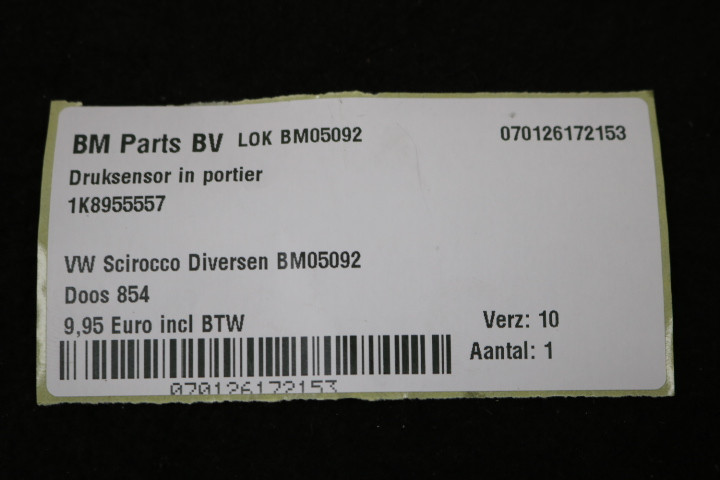 BM Parts BV LOK BM05092 070126172153
Druksensor in portier
1K8955557
VW Scirocco Diversen BM05092
Doos 854
9,95 Euro incl BTW Verz: 10
Aantal: 1
070126172153